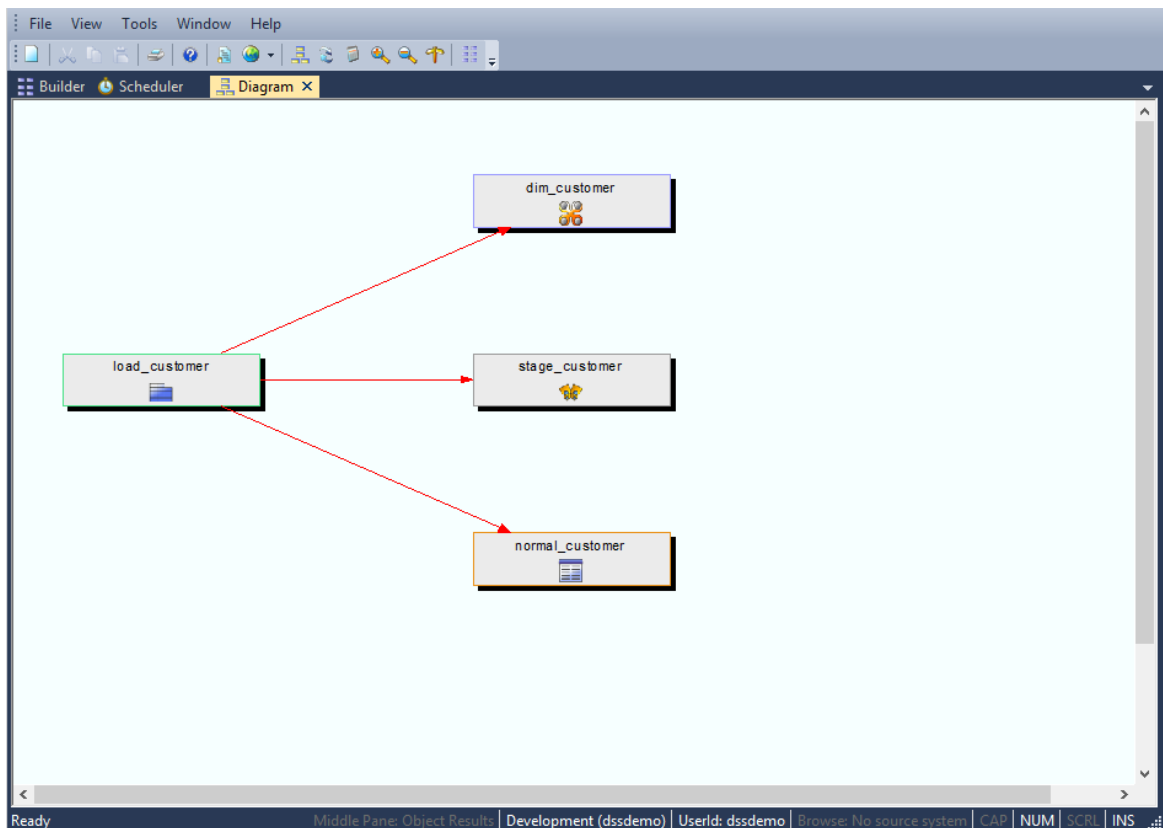 File View Tools Window Help
Builder Scheduler Diagram
dim_customer
load_customer
stage_customer
normal_customer
Ready Middle Pane: Object Results Development (dssdemo) UserId: dssdemo Browse: No source system CAP NUM SCRL INS